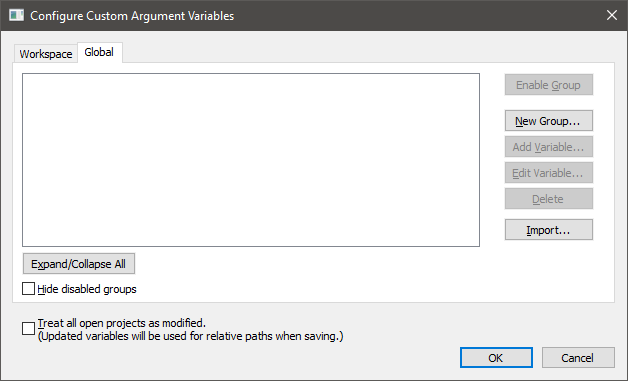 Configure Custom Argument Variables
Workspace
Global
Enable Group
New Group...
Add Variable...
Edit Variable...
Delete
Import...
Expand/Collapse All
Hide disabled groups
Treat all open projects as modified.
(Updated variables will be used for relative paths when saving.)
OK
Cancel